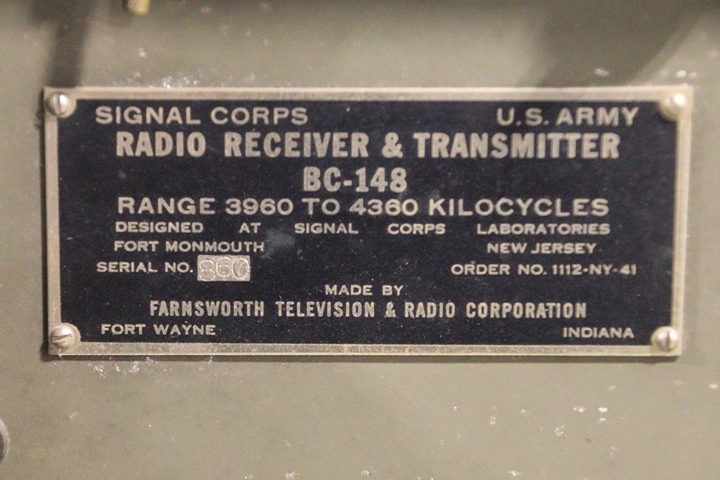 SIGNAL CORPS U.S. ARMY
RADIO RECEIVER & TRANSMITTER
BC-148
RANGE 3960 TO 4360 KILOCYCLES
DESIGNED AT SIGNAL CORPS LABORATORIES
FORT MONMOUTH NEW JERSEY
SERIAL NO. 860 ORDER NO. 1112-NY-41
MADE BY
FARNSWORTH TELEVISION & RADIO CORPORATION
FORT WAYNE INDIANA